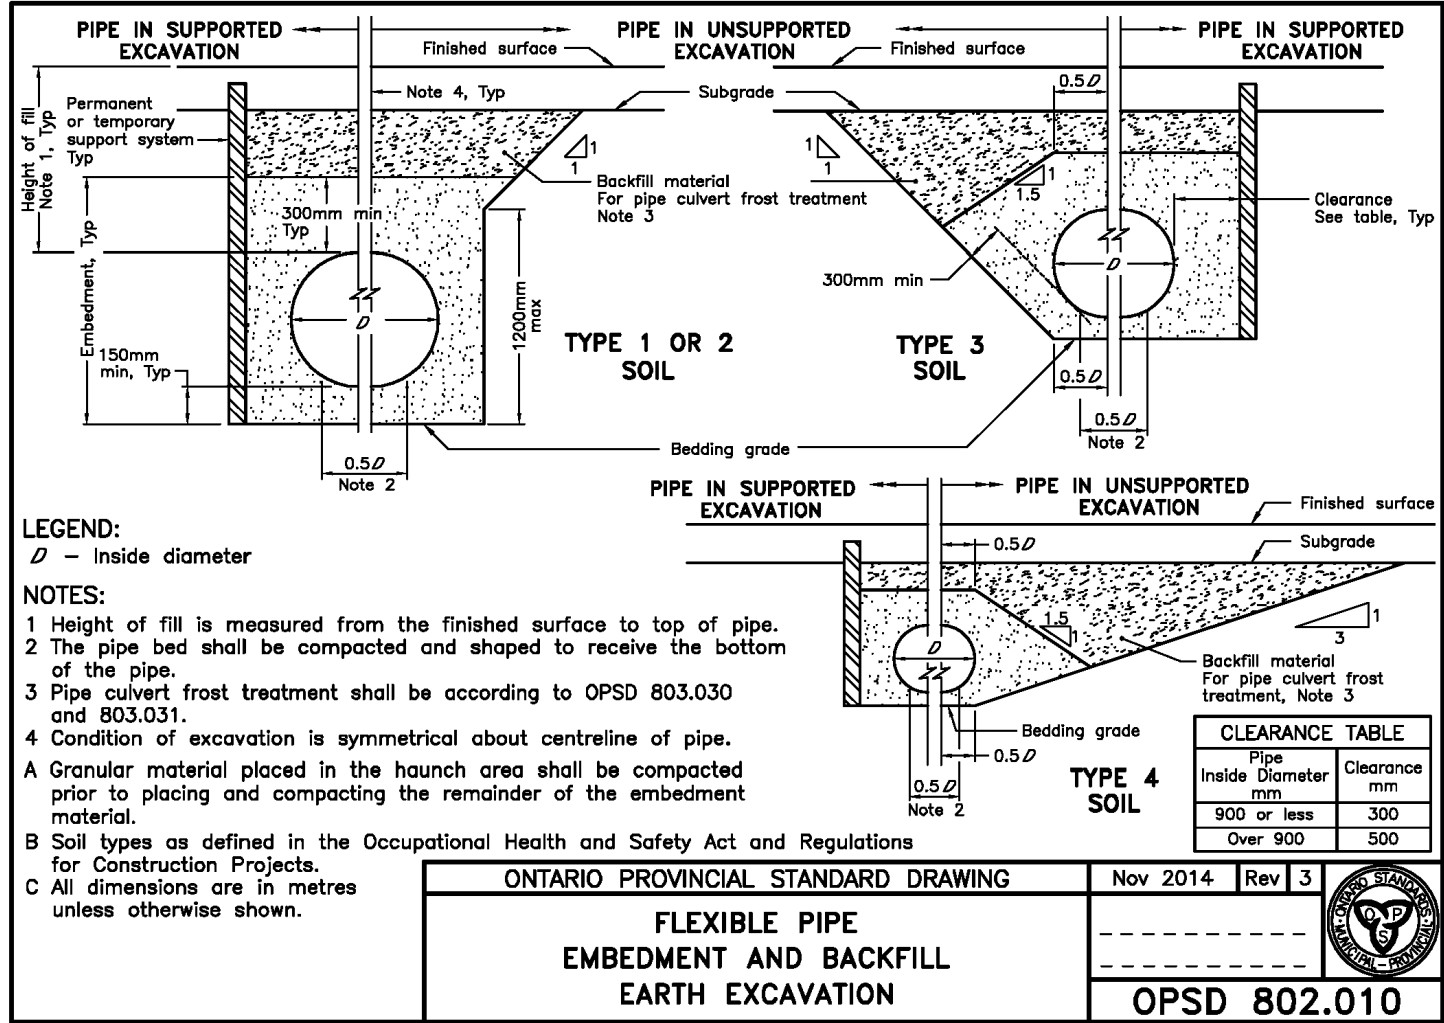 PIPE IN SUPPORTED
EXCAVATION
PIPE IN UNSUPPORTED
EXCAVATION
PIPE IN SUPPORTED
EXCAVATION
Finished surface
Finished surface
Height of fill
Note 1, Typ
Permanent
or temporary
support system
Typ
Note 4, Typ
Subgrade
0.5D
1
1
1
1
Backfill material
For pipe culvert frost treatment
Note 3
1
1.5
Clearance
See table, Typ
300mm min
Typ
Embedment, Typ
300mm min
D
D
1200mm
max
150mm
min, Typ
TYPE 1 OR 2
SOIL
TYPE 3
SOIL
0.5D
0.5D
Note 2
Bedding grade
0.5D
Note 2
PIPE IN SUPPORTED
EXCAVATION
PIPE IN UNSUPPORTED
EXCAVATION
Finished surface
Subgrade
0.5D
1.5
1
1
3
D
Backfill material
For pipe culvert frost
treatment, Note 3
Bedding grade
0.5D
0.5D
Note 2
TYPE 4
SOIL
LEGEND:
D – Inside diameter
NOTES:
1 Height of fill is measured from the finished surface to top of pipe.
2 The pipe bed shall be compacted and shaped to receive the bottom
of the pipe.
3 Pipe culvert frost treatment shall be according to OPSD 803.030
and 803.031.
4 Condition of excavation is symmetrical about centreline of pipe.
A Granular material placed in the haunch area shall be compacted
prior to placing and compacting the remainder of the embedment
material.
B Soil types as defined in the Occupational Health and Safety Act and Regulations
for Construction Projects.
C All dimensions are in metres
unless otherwise shown.
CLEARANCE TABLE
Pipe
Inside Diameter
mm
Clearance
mm
900 or less 300
Over 900 500
ONTARIO PROVINCIAL STANDARD DRAWING
Nov 2014 Rev 3
FLEXIBLE PIPE
EMBEDMENT AND BACKFILL
EARTH EXCAVATION
ONTARIO STANDARDS
MUNICIPAL – PROVINCIAL
O P
S
OPSD 802.010